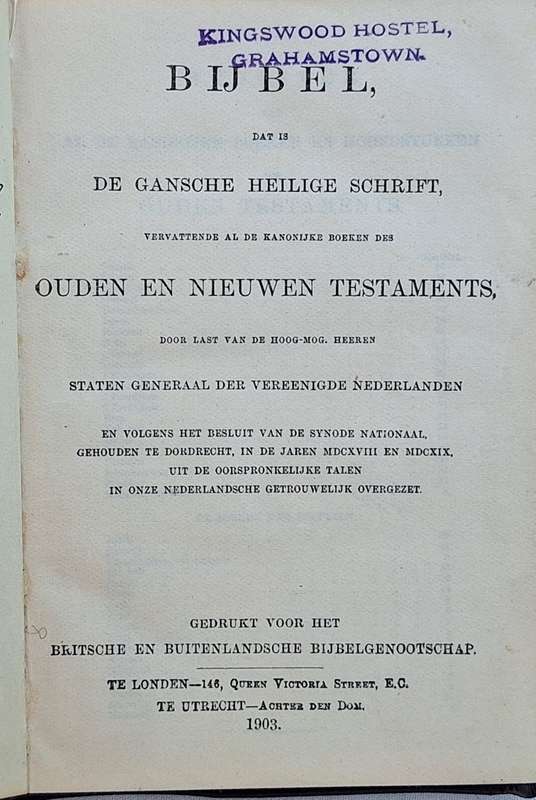 KINGSWOOD HOSTEL,
GRAHAMSTOWN.
BIJBEL,
DAT IS
DE GANSCHE HEILIGE SCHRIFT,
VERVATTENDE AL DE KANONIJKE BOEKEN DES
OUDEN EN NIEUWEN TESTAMENTS,
DOOR LAST VAN DE HOOG-MOG. HEEREN
STATEN GENERAAL DER VEREENIGDE NEDERLANDEN
EN VOLGENS HET BESLUIT VAN DE SYNODE NATIONAAL,
GEHOUDEN TE DORDRECHT, IN DE JAREN MDCXVIII EN MDCXIX,
UIT DE OORSPRONKELIJKE TALEN
IN ONZE NEDERLANDSCHE GETROUWELIJK OVERGEZET.
GEDRUKT VOOR HET
BRITSCHE EN BUITENLANDSCHE BIJBELGENOOTSCHAP.
TE LONDEN—146, QUEEN VICTORIA STREET, E.C.
TE UTRECHT—ACHTER DEN DOM.
1903.